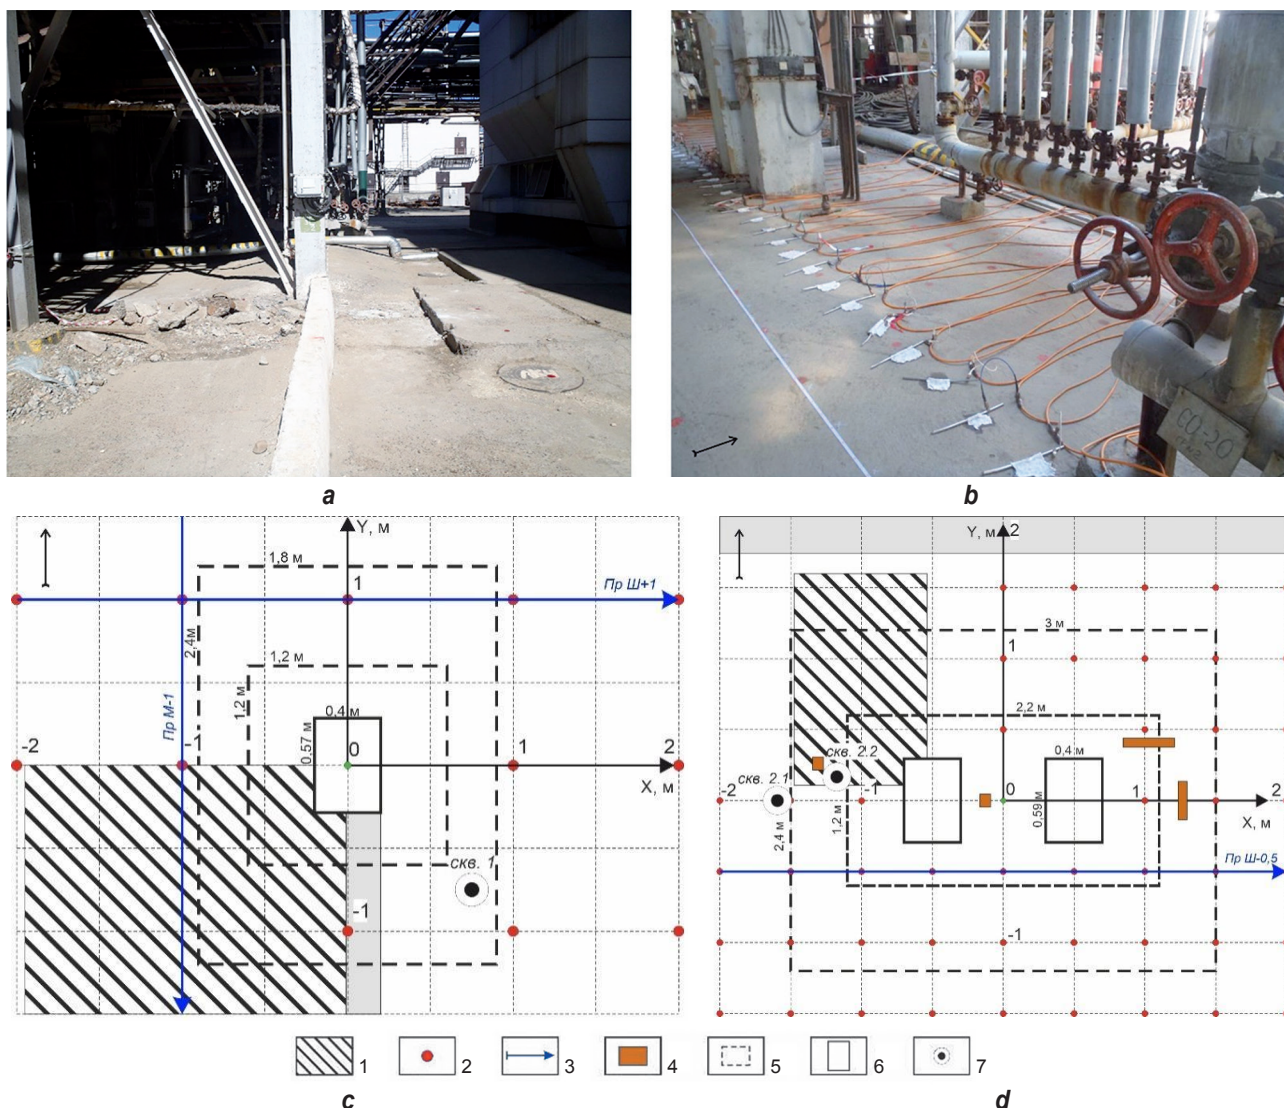 СО-20
a
b
Y, м
1,8 м
1
Пр Ш+1
2,4м
1,2 м
Пр М-1
1,2 м
0,4 м
0,57 м
-2
-1
0
1
2
X, м
скв. 1
-1
Y, м
2
3 м
1
2,2 м
скв. 2.2
0,4 м
скв. 2.1
-2
-1
0
0,59 м
1
2
X, м
2,4 м
1,2 м
Пр Ш-0,5
-1
1
2
3
4
5
6
7
c
d